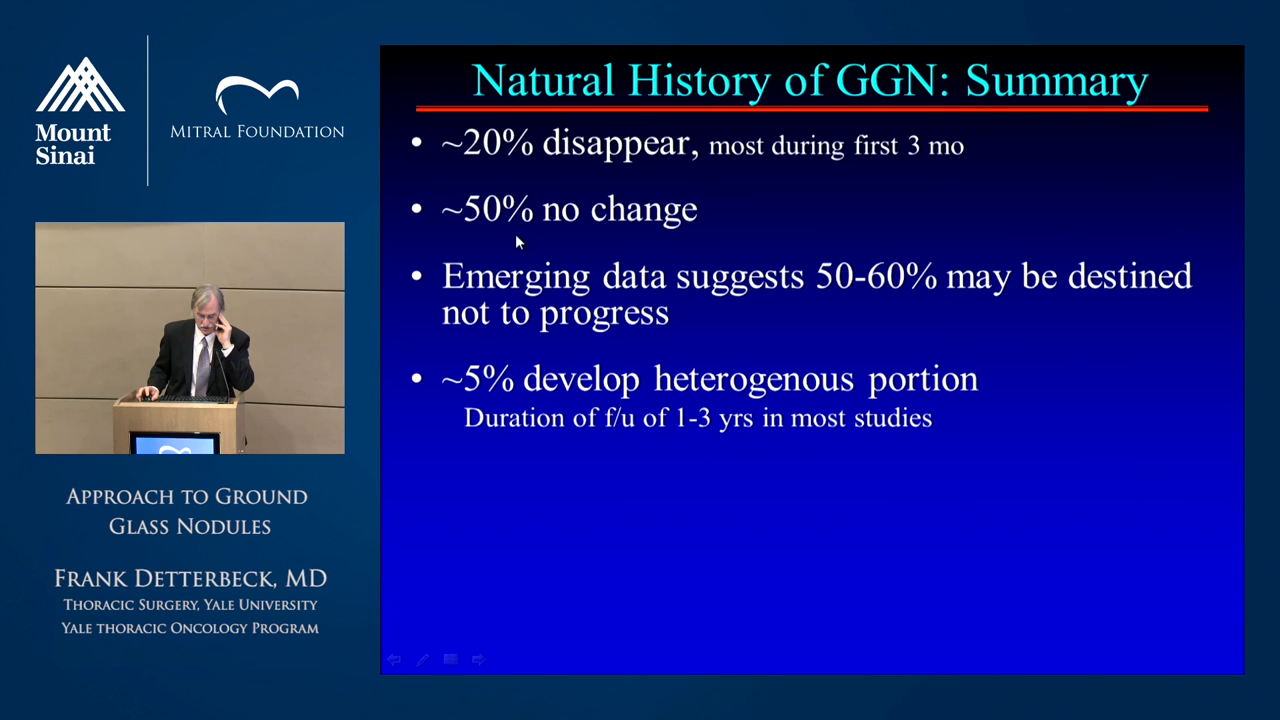 Mount
Sinai
MITRAL FOUNDATION
APPROACH TO GROUND
GLASS NODULES
FRANK DETTERBECK, MD
THORACIC SURGERY, YALE UNIVERSITY
YALE THORACIC ONCOLOGY PROGRAM
Natural History of GGN: Summary
• ~20% disappear, most during first 3 mo
• ~50% no change
• Emerging data suggests 50-60% may be destined
not to progress
• ~5% develop heterogenous portion
Duration of f/u of 1-3 yrs in most studies